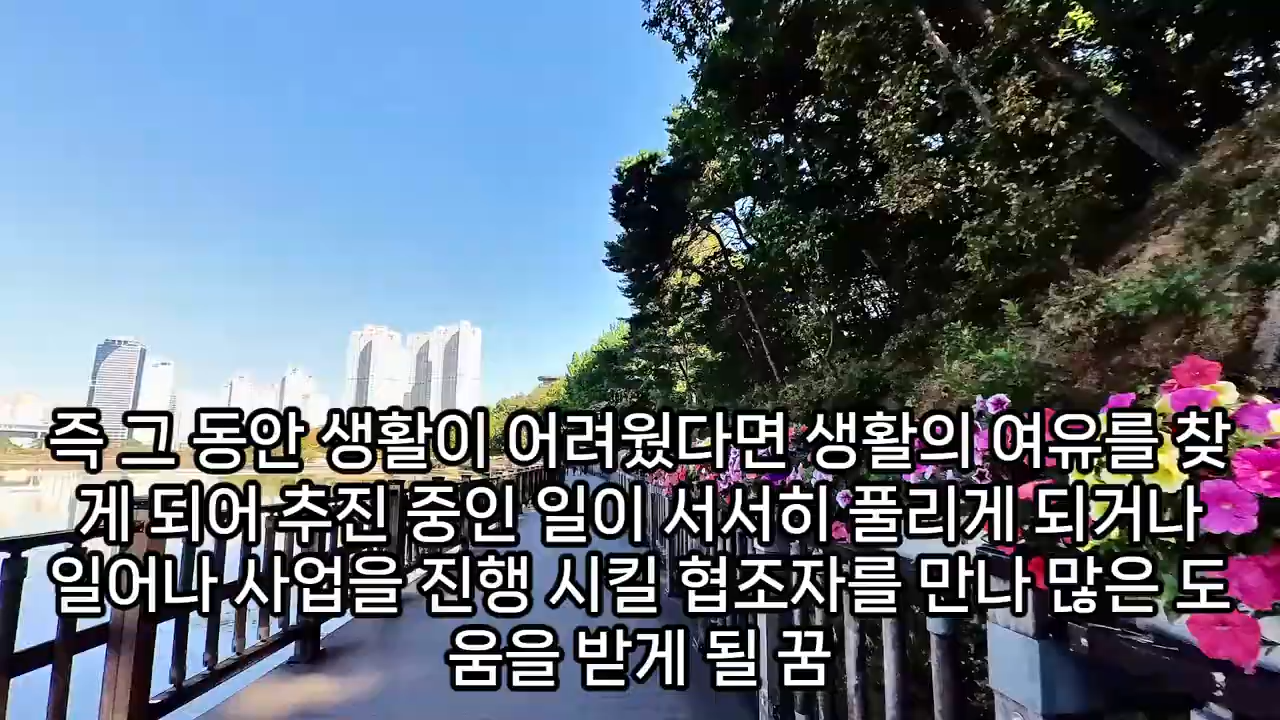 즉 그 동안 생활이 어려웠다면 생활의 여유를 찾
게 되어 추진 중인 일이 서서히 풀리게 되거나
일어나 사업을 진행 시킬 협조자를 만나 많은 도
움을 받게 될 꿈